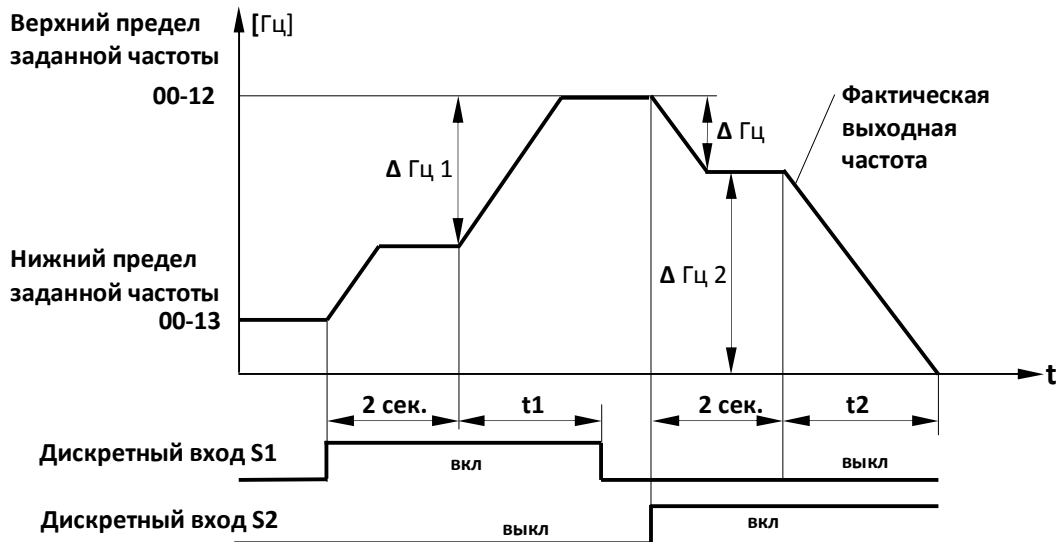 Верхний предел
заданной частоты
00-12
[Гц]
Δ Гц 1
Δ Гц
Фактическая
выходная
частота
Нижний предел
заданной частоты
00-13
Δ Гц 2
t
2 сек.
t1
2 сек.
t2
Дискретный вход S1
вкл
выкл
Дискретный вход S2
выкл
вкл